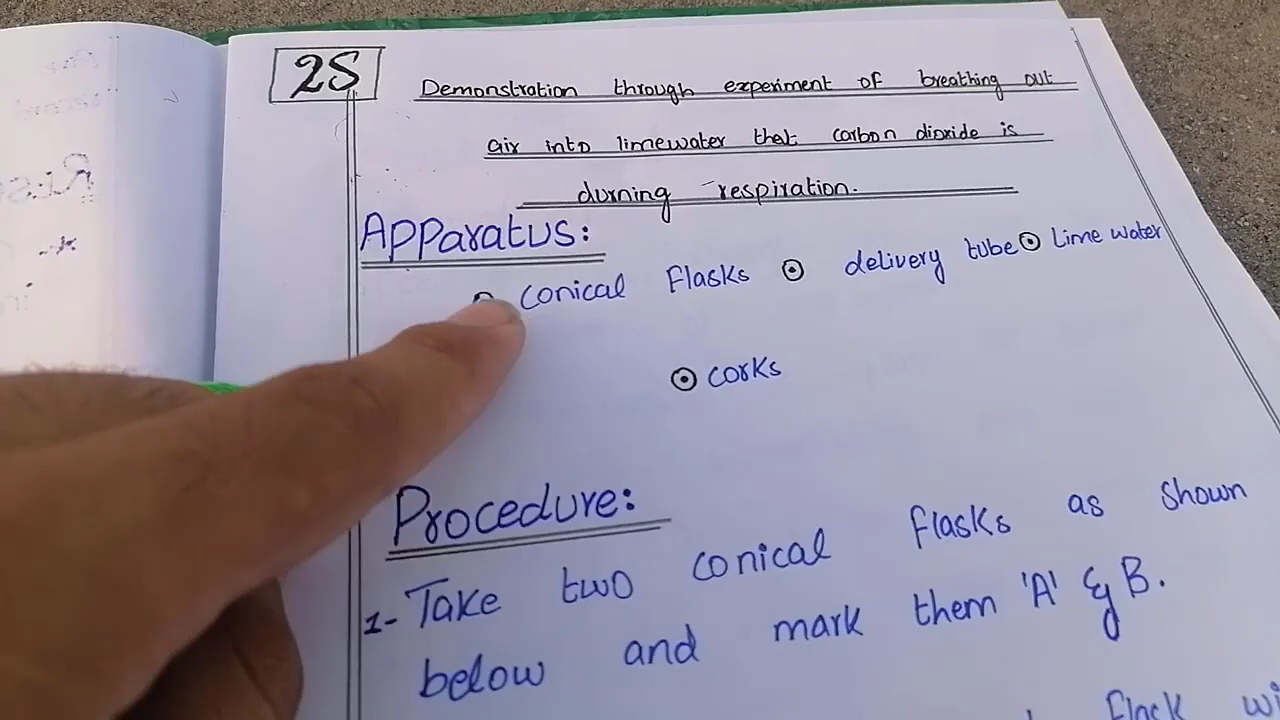 25
Demonstration through experiment of breathing out
air into limewater that carbon dioxide is
durning respiration.
Apparatus:
conical Flasks ⊙ delivery tube ⊙ Lime water
⊙ corks
Procedure:
1- Take two conical flasks as shown
below and mark them 'A' & B.